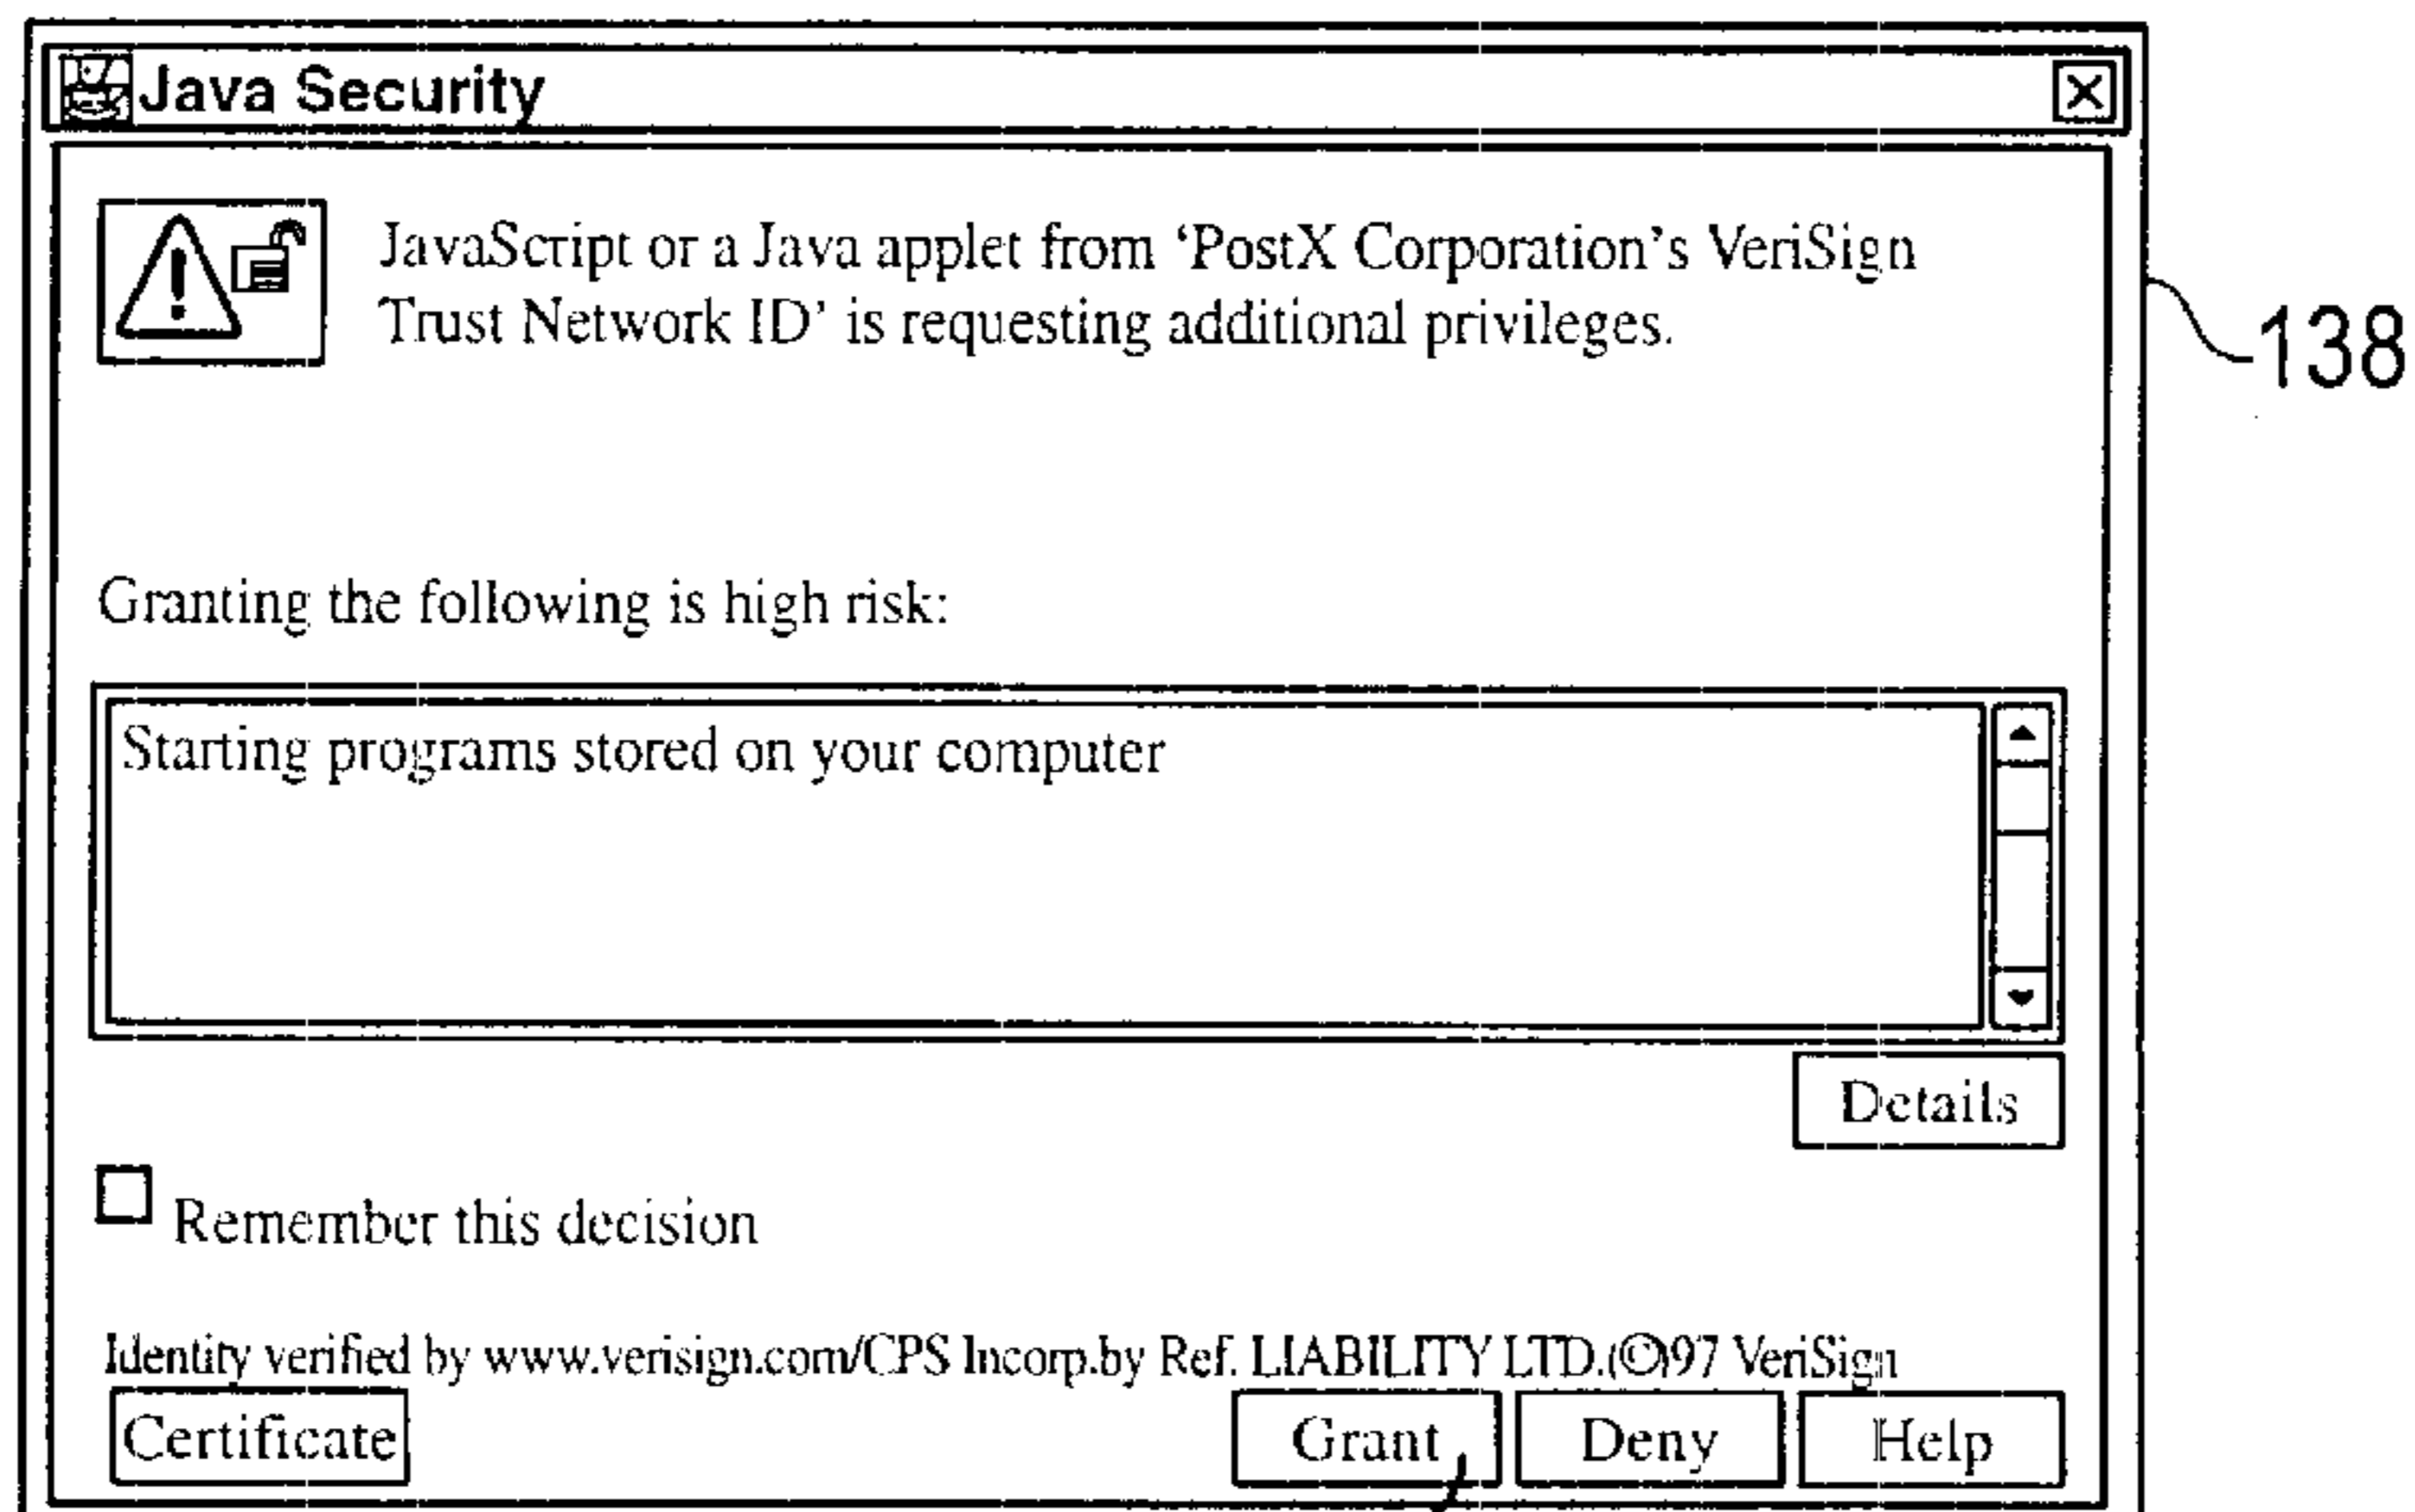 Java Security
JavaScript or a Java applet from ‘PostX Corporation’s VeriSign
Trust Network ID’ is requesting additional privileges.
138
Granting the following is high risk:
Starting programs stored on your computer
Details
Remember this decision
Identity verified by www.verisign.com/CPS Incorp.by Ref. LIABILITY LTD.(©)97 VeriSign
Certificate Grant Deny Help